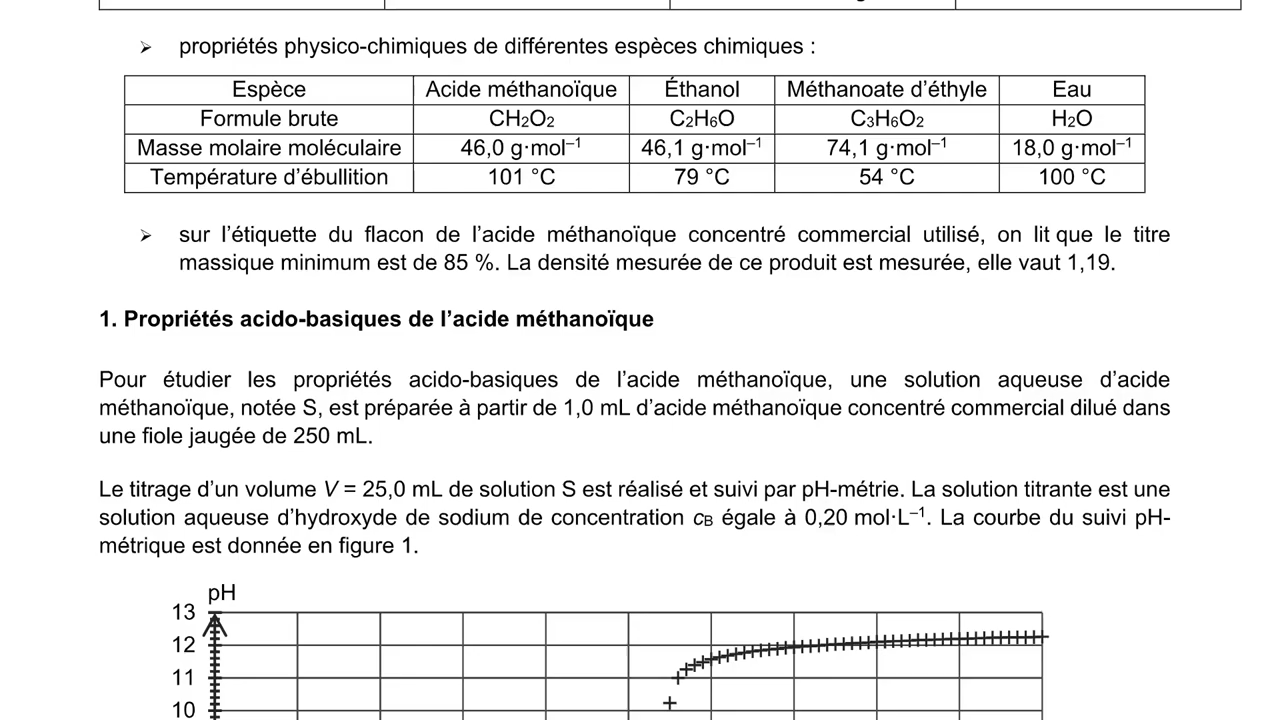 ➢ propriétés physico-chimiques de différentes espèces chimiques :
Espèce Acide méthanoïque Éthanol Méthanoate d’éthyle Eau
Formule brute CH2O2 C2H6O C3H6O2 H2O
Masse molaire moléculaire 46,0 g·mol–1 46,1 g·mol–1 74,1 g·mol–1 18,0 g·mol–1
Température d’ébullition 101 °C 79 °C 54 °C 100 °C
➢ sur l’étiquette du flacon de l’acide méthanoïque concentré commercial utilisé, on lit que le titre
massique minimum est de 85 %. La densité mesurée de ce produit est mesurée, elle vaut 1,19.
1. Propriétés acido-basiques de l’acide méthanoïque
Pour étudier les propriétés acido-basiques de l’acide méthanoïque, une solution aqueuse d’acide
méthanoïque, notée S, est préparée à partir de 1,0 mL d’acide méthanoïque concentré commercial dilué dans
une fiole jaugée de 250 mL.
Le titrage d’un volume V = 25,0 mL de solution S est réalisé et suivi par pH-métrie. La solution titrante est une
solution aqueuse d’hydroxyde de sodium de concentration cB égale à 0,20 mol·L–1. La courbe du suivi pH-
métrique est donnée en figure 1.
pH
13
12
11
10